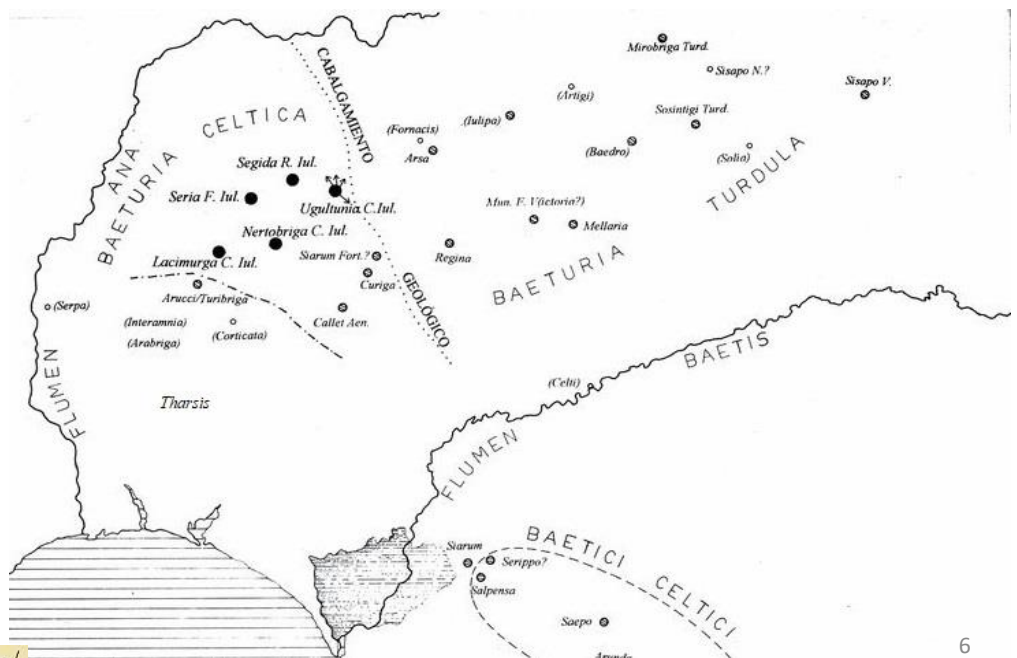 Mirobriga Turd.
Sisapo N.?
Sisapo V.
(Artigi)
CABALGAMIENTO
CELTICA
(Fornacis)
(Iulipa)
Sosintigi Turd.
Arsa
(Baedro)
(Solia)
ANA
BAETURIA
Segida R. Iul.
TURDULA
Seria F. Iul.
Ugultunia C.Iul.
Mun. F. V(ictoria?)
Mellaria
Nertobriga C. Iul.
Siarum Fort.?
Regina
Lacimurga C. Iul.
Curiga
BAETURIA
GEOLÓGICO
Arucci/Turibriga
(Serpa)
(Interamnia)
(Corticata)
Callet Aen.
(Arabriga)
BAETIS
FLUMEN
(Celti)
Tharsis
FLUMEN
BAETICI CELTICI
Siarum
Serippo?
Salpensa
Saepo
6